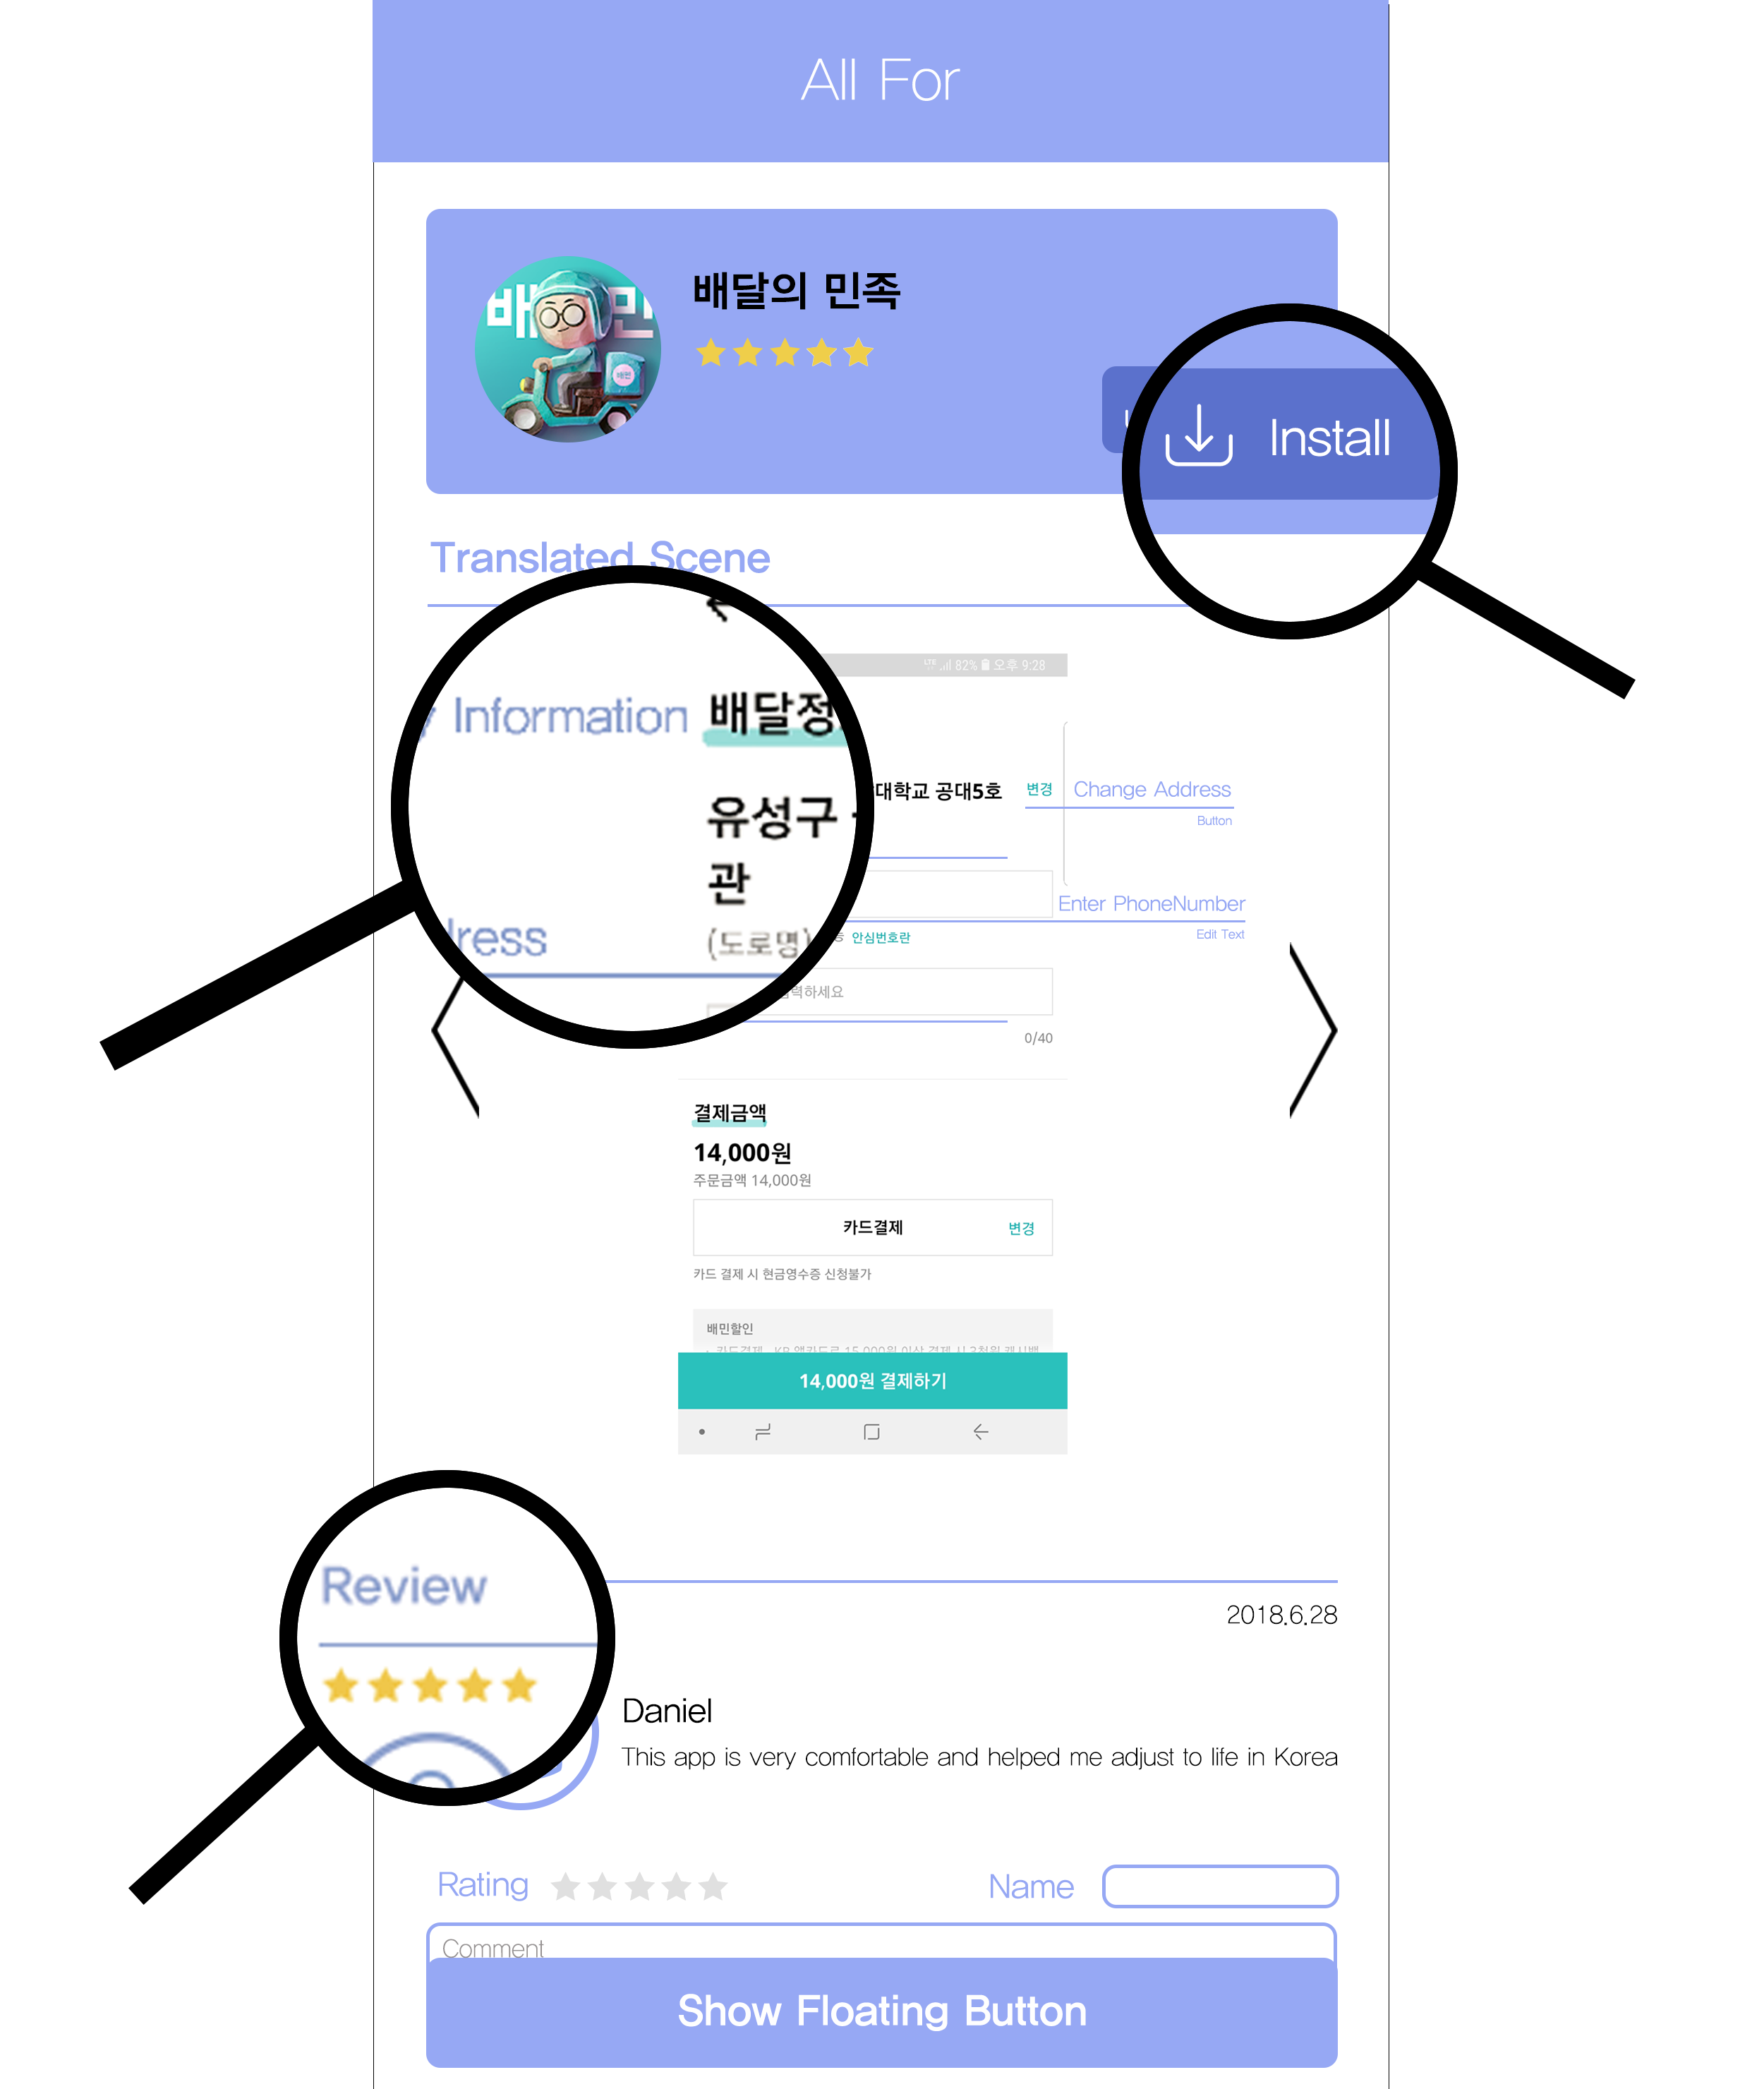 All For
배달의 민족
배 민
배민
Install
Translated Scene
LTE 82% 오후 9:28
Information 배달정
대학교 공대5호
변경 Change Address
Button
유성구
관
Enter PhoneNumber
(도로명)
안심번호란
Edit Text
력하세요
0/40
결제금액
14,000원
주문금액 14,000원
카드결제 변경
카드 결제 시 현금영수증 신청불가
배민할인
14,000원 결제하기
Review
2018.6.28
Daniel
This app is very comfortable and helped me adjust to life in Korea
Rating
Name
Comment
Show Floating Button